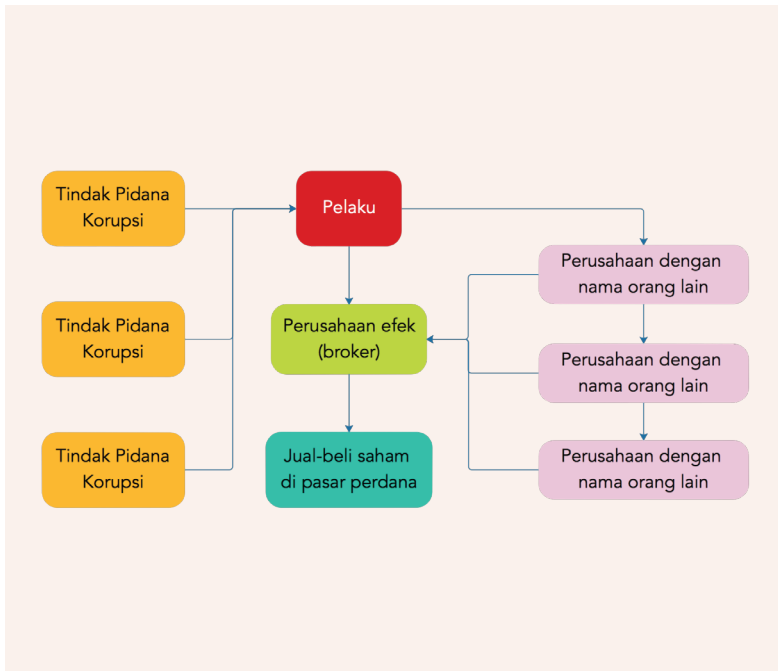 Tindak Pidana
Korupsi
Pelaku
Perusahaan dengan
nama orang lain
Tindak Pidana
Korupsi
Perusahaan efek
(broker)
Perusahaan dengan
nama orang lain
Tindak Pidana
Korupsi
Jual-beli saham
di pasar perdana
Perusahaan dengan
nama orang lain